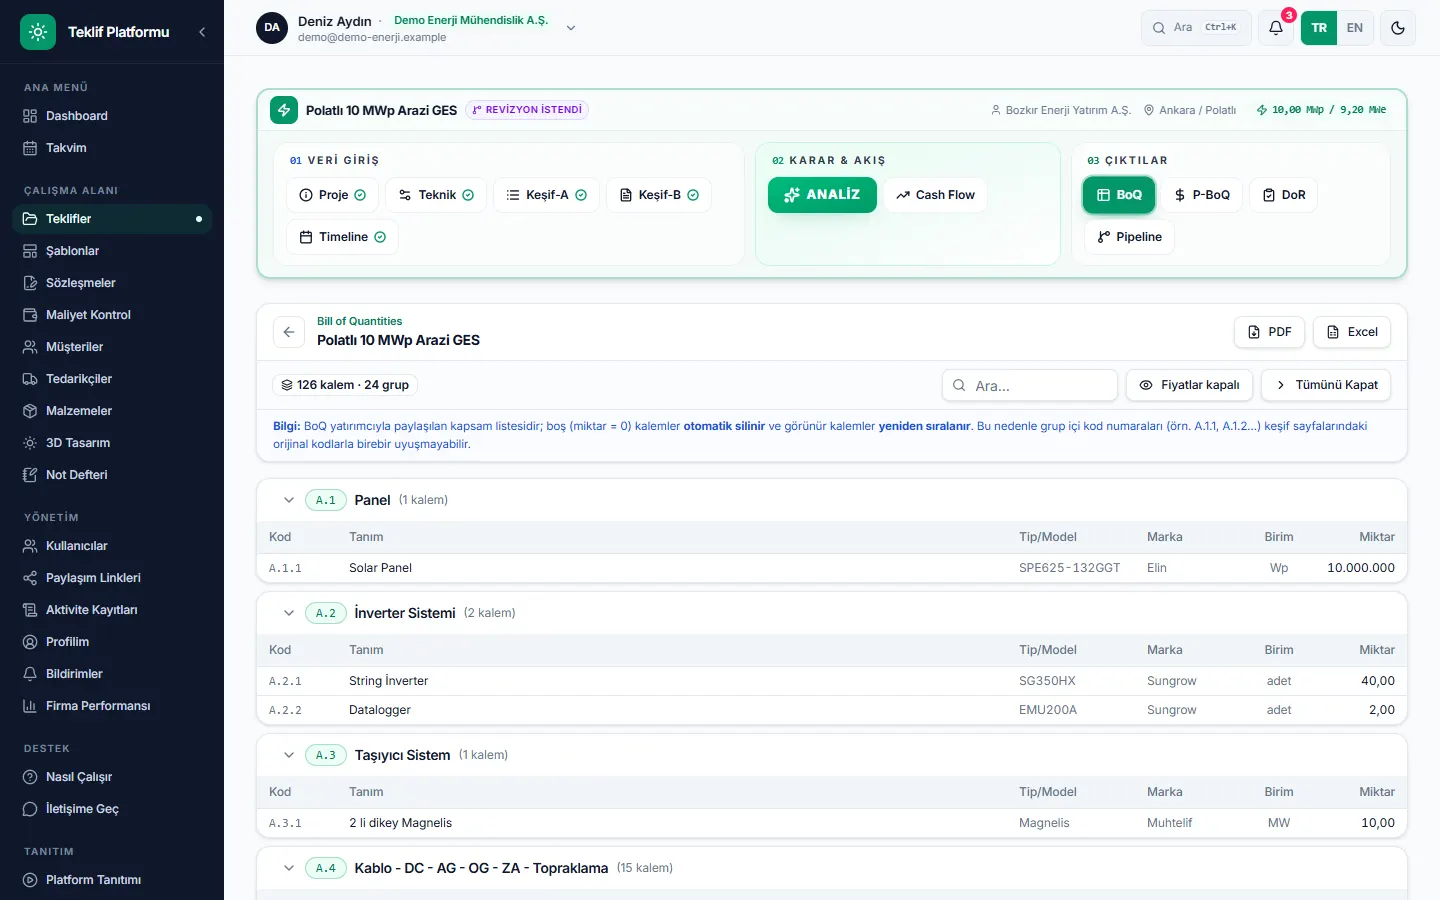 Teklif Platformu
ANA MENÜ
Dashboard
Takvim
ÇALIŞMA ALANI
Teklifler
Şablonlar
Sözleşmeler
Maliyet Kontrol
Müşteriler
Tedarikçiler
Malzemeler
3D Tasarım
Not Defteri
YÖNETİM
Kullanıcılar
Paylaşım Linkleri
Aktivite Kayıtları
Profilim
Bildirimler
Firma Performansı
DESTEK
Nasıl Çalışır
İletişime Geç
TANITIM
Platform Tanıtımı
DA
Deniz Aydın · Demo Enerji Mühendislik A.Ş.
demo@demo-enerji.example
Ara Ctrl+K
3
TR EN
Polatlı 10 MWp Arazi GES REVİZYON İSTENDİ
Bozkır Enerji Yatırım A.Ş. Ankara / Polatlı 10,00 MWp / 9,20 MWe
01 VERİ GİRİŞ
Proje Teknik Keşif-A Keşif-B
Timeline
02 KARAR & AKIŞ
ANALİZ Cash Flow
03 ÇIKTILAR
BoQ P-BoQ DoR
Pipeline
Bill of Quantities
Polatlı 10 MWp Arazi GES
PDF Excel
126 kalem · 24 grup
Ara... Fiyatlar kapalı Tümünü Kapat
Bilgi: BoQ yatırımcıyla paylaşılan kapsam listesidir; boş (miktar = 0) kalemler otomatik silinir ve görünür kalemler yeniden sıralanır. Bu nedenle grup içi kod numaraları (örn. A.1.1, A.1.2...) keşif sayfalarındaki
orijinal kodlarla birebir uyuşmayabilir.
A.1 Panel (1 kalem)
Kod Tanım Tip/Model Marka Birim Miktar
A.1.1 Solar Panel SPE625-132GGT Elin Wp 10.000.000
A.2 İnverter Sistemi (2 kalem)
Kod Tanım Tip/Model Marka Birim Miktar
A.2.1 String İnverter SG350HX Sungrow adet 40,00
A.2.2 Datalogger EMU200A Sungrow adet 2,00
A.3 Taşıyıcı Sistem (1 kalem)
Kod Tanım Tip/Model Marka Birim Miktar
A.3.1 2 li dikey Magnelis Magnelis Muhtelif MW 10,00
A.4 Kablo - DC - AG - OG - ZA - Topraklama (15 kalem)